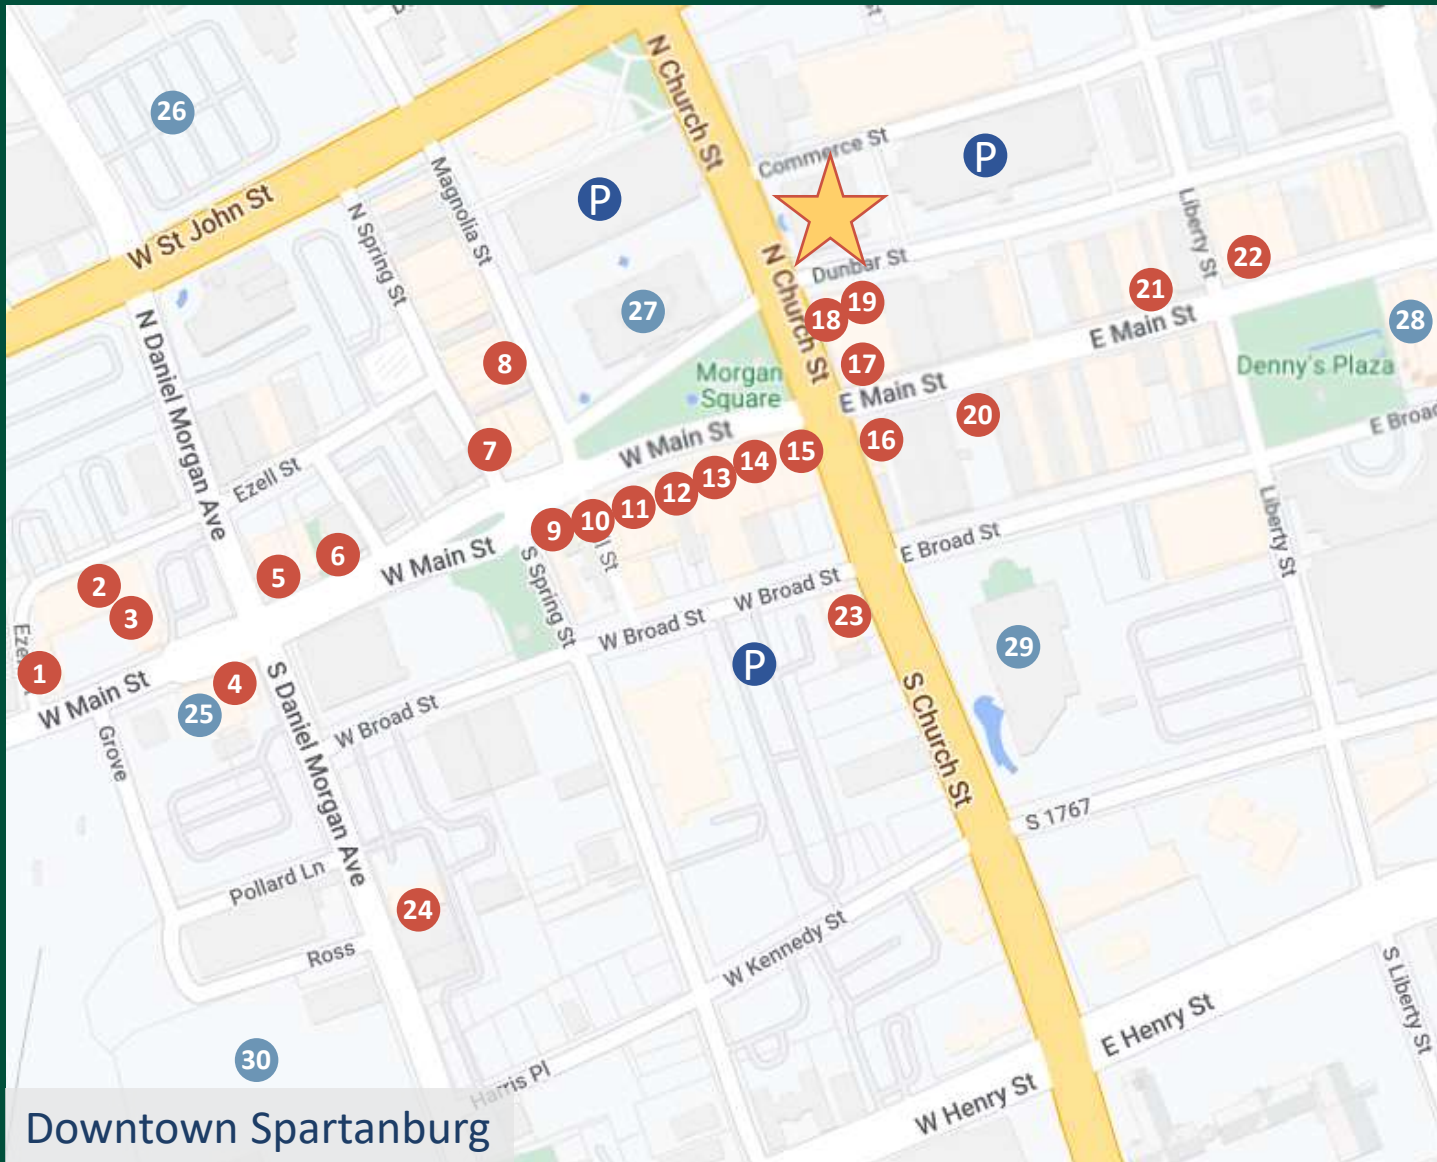 N Church St
26
Commerce St
P
P
Magnolia St
Liberty St
W St John St
N Spring St
N Church St
22
Dunbar St
21
19
27
18
28
E Main St
N Daniel Morgan Ave
8
17
Morgan
Square
Denny's Plaza
E Main St
20
E Broad
W Main St
16
7
15
14
13
Ezell St
12
11
10
9
Liberty St
E Broad St
6
W Main St
5
S Spring St
2
W Broad St
3
23
W Broad St
29
P
1
4
W Main St
25
S Daniel Morgan Ave
W Broad St
S Church St
Grove
S 1767
Pollard Ln
24
W Kennedy St
Ross
S Liberty St
E Henry St
30
Harris Pl
W Henry St
Downtown Spartanburg